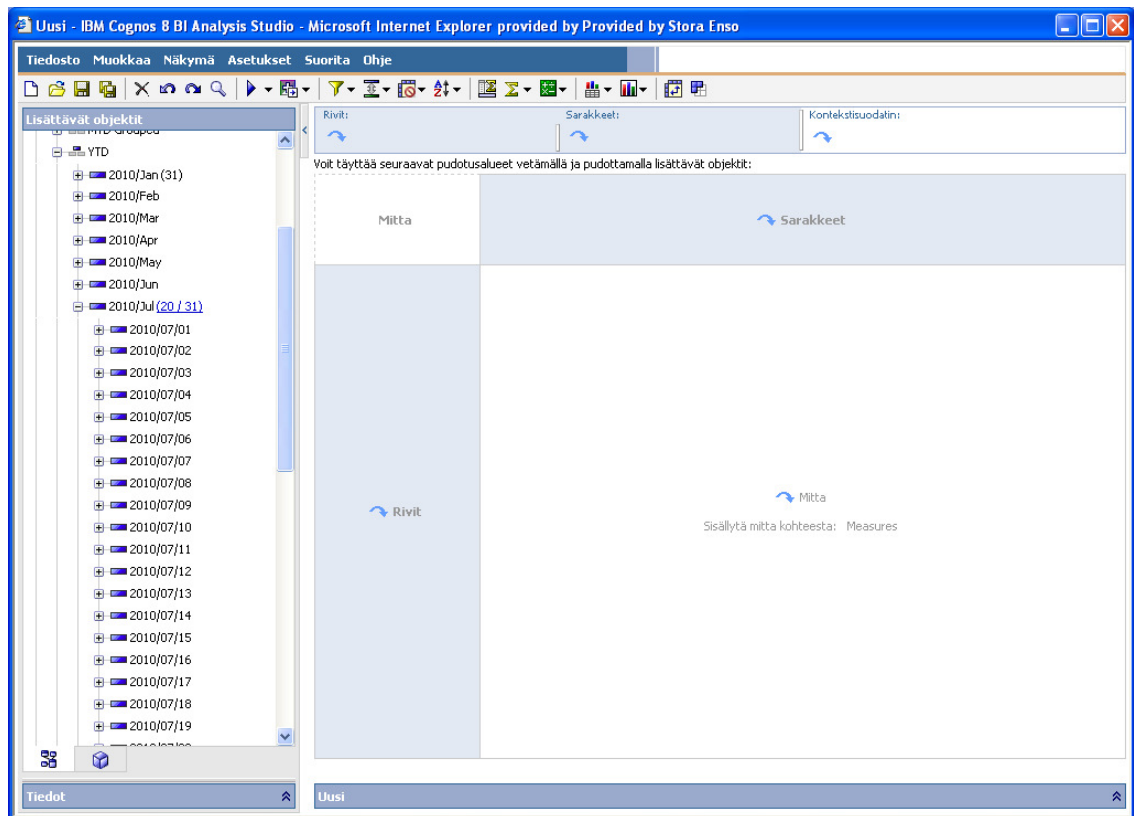 Uusi - IBM Cognos 8 BI Analysis Studio - Microsoft Internet Explorer provided by Provided by Stora Enso
Tiedosto Muokkaa Näkymä Asetukset Suorita Ohje
Lisättävät objektit
MTD Grouped
YTD
2010/Jan (31)
2010/Feb
2010/Mar
2010/Apr
2010/May
2010/Jun
2010/Jul (20 / 31)
2010/07/01
2010/07/02
2010/07/03
2010/07/04
2010/07/05
2010/07/06
2010/07/07
2010/07/08
2010/07/09
2010/07/10
2010/07/11
2010/07/12
2010/07/13
2010/07/14
2010/07/15
2010/07/16
2010/07/17
2010/07/18
2010/07/19
Tiedot
Rivit: Sarakkeet: Kontekstisuodatin:
Voit täyttää seuraavat pudotusalueet vetämällä ja pudottamalla lisättävät objektit:
Mitta
Sarakkeet
Rivit
Mitta
Sisällytä mitta kohteesta: Measures
Uusi